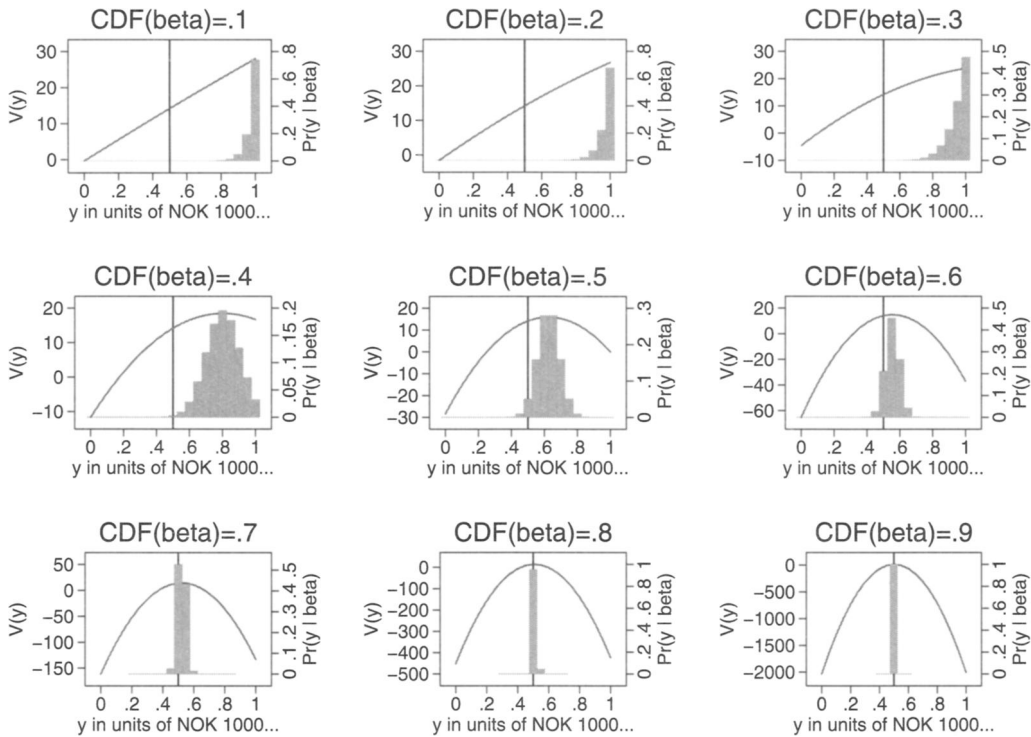 CDF(beta)=.1
V(y)
30
20
10
0
.8
.6
.4
.2
0
Pr(y | beta)
0 .2 .4 .6 .8 1
y in units of NOK 1000...
CDF(beta)=.2
V(y)
30
20
10
0
.8
.6
.4
.2
0
Pr(y | beta)
0 .2 .4 .6 .8 1
y in units of NOK 1000...
CDF(beta)=.3
V(y)
30
20
10
0
−10
.5
.4
.3
.2
.1
0
Pr(y | beta)
0 .2 .4 .6 .8 1
y in units of NOK 1000...
CDF(beta)=.4
V(y)
20
10
0
−10
.2
.15
.1
.05
0
Pr(y | beta)
0 .2 .4 .6 .8 1
y in units of NOK 1000...
CDF(beta)=.5
V(y)
20
10
0
−10
−20
−30
.3
.2
.1
0
Pr(y | beta)
0 .2 .4 .6 .8 1
y in units of NOK 1000...
CDF(beta)=.6
V(y)
20
0
−20
−40
−60
.5
.4
.3
.2
.1
0
Pr(y | beta)
0 .2 .4 .6 .8 1
y in units of NOK 1000...
CDF(beta)=.7
V(y)
50
0
−50
−100
−150
.5
.4
.3
.2
.1
0
Pr(y | beta)
0 .2 .4 .6 .8 1
y in units of NOK 1000...
CDF(beta)=.8
V(y)
0
−100
−200
−300
−400
−500
1
.8
.6
.4
.2
0
Pr(y | beta)
0 .2 .4 .6 .8 1
y in units of NOK 1000...
CDF(beta)=.9
V(y)
0
−500
−1000
−1500
−2000
1
.8
.6
.4
.2
0
Pr(y | beta)
0 .2 .4 .6 .8 1
y in units of NOK 1000...